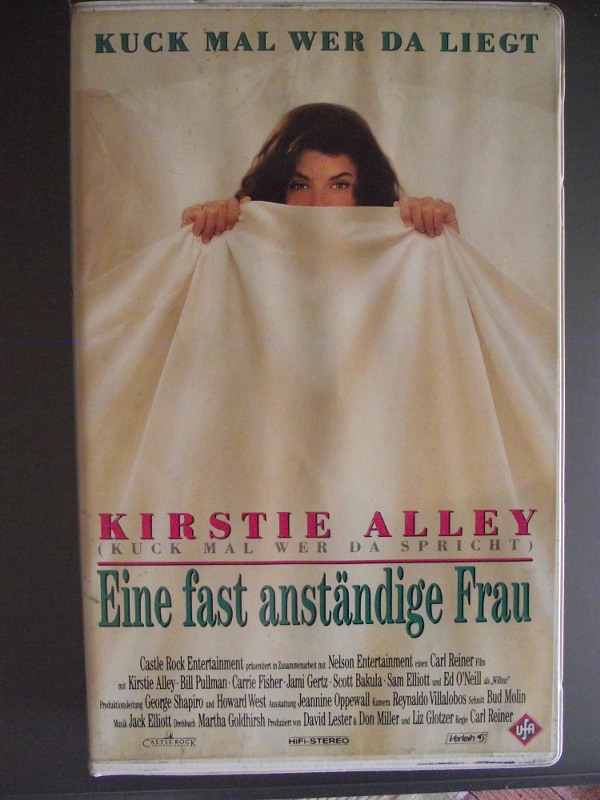 KUCK MAL WER DA LIEGT
KIRSTIE ALLEY
(KUCK MAL WER DA SPRICHT)
Eine fast anständige Frau
Castle Rock Entertainment präsentiert in Zusammenarbeit mit Nelson Entertainment einen Carl Reiner Film
mit Kirstie Alley · Bill Pullman · Carrie Fisher · Jami Gertz · Scott Bakula · Sam Elliott und Ed O'Neill als „Wilbur"
Produktionsleitung George Shapiro und Howard West Ausstattung Jeannine Oppewall Kamera Reynaldo Villalobos Schnitt Bud Molin
Musik Jack Elliott Drehbuch Martha Goldhirsh Produziert von David Lester & Don Miller und Liz Glotzer Regie Carl Reiner
CASTLE ROCK
HiFi-STEREO
Verleih
UFA